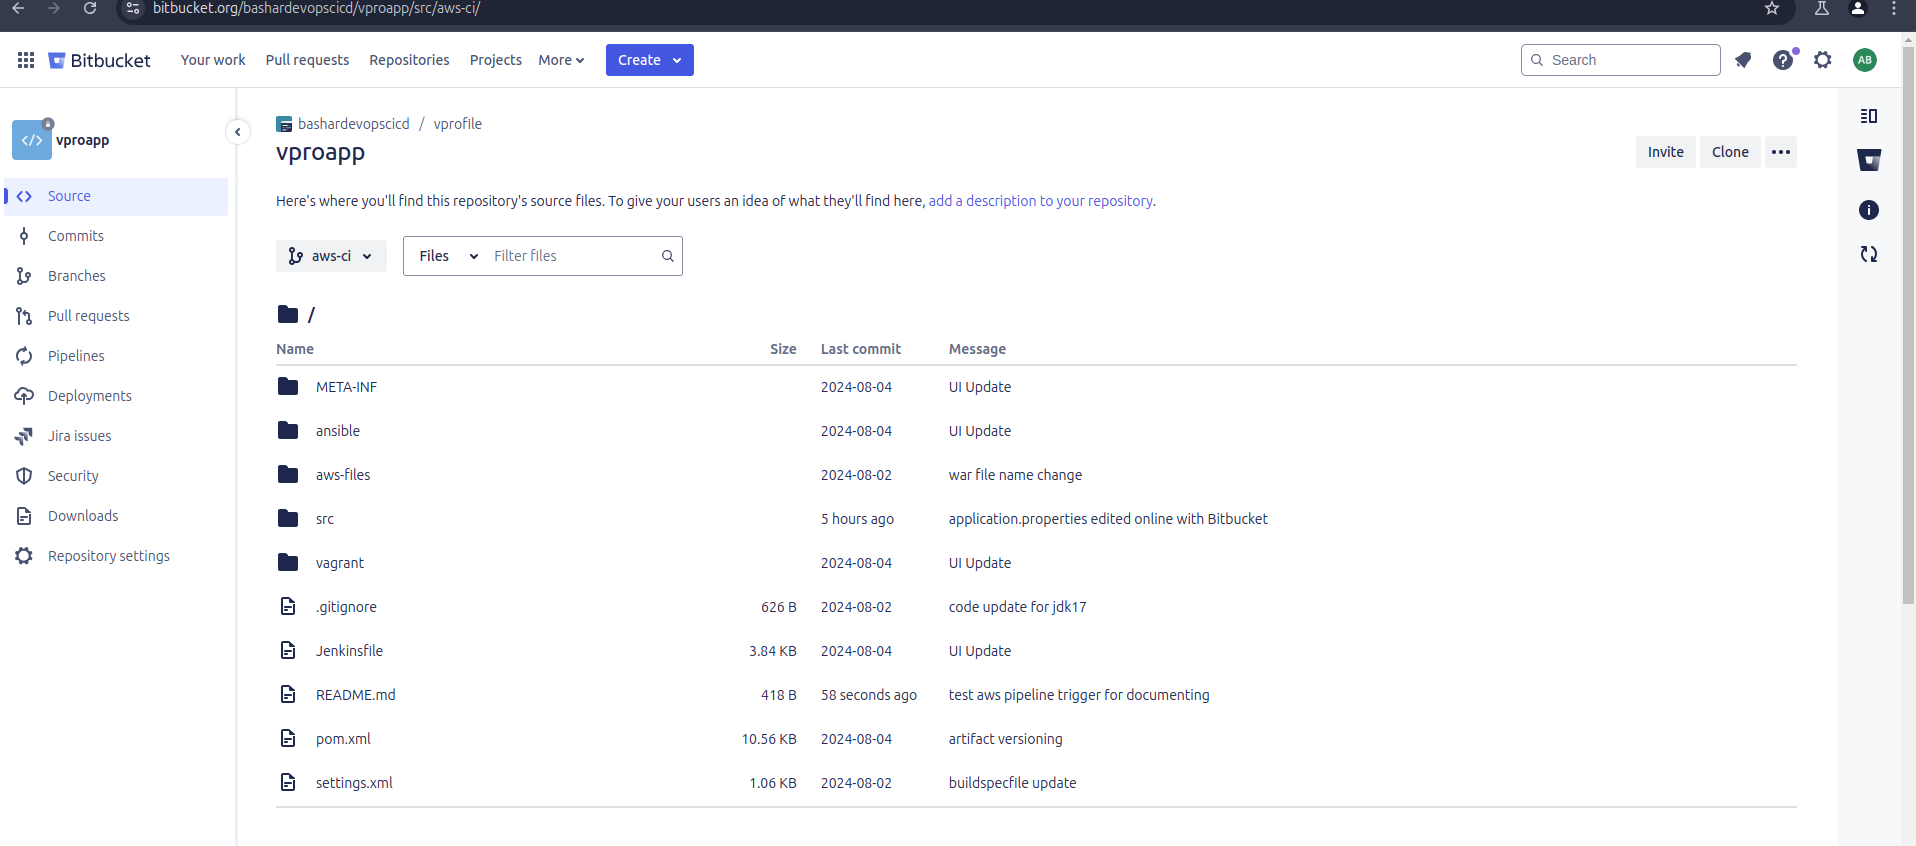 bitbucket.org/bashardevopscicd/vproapp/src/aws-ci/
Bitbucket Your work Pull requests Repositories Projects More Create Search AB
vproapp
Source
Commits
Branches
Pull requests
Pipelines
Deployments
Jira issues
Security
Downloads
Repository settings
bashardevopscicd / vprofile
vproapp
Invite Clone
Here's where you'll find this repository's source files. To give your users an idea of what they'll find here, add a description to your repository.
aws-ci Files Filter files
/
Name Size Last commit Message
META-INF 2024-08-04 UI Update
ansible 2024-08-04 UI Update
aws-files 2024-08-02 war file name change
src 5 hours ago application.properties edited online with Bitbucket
vagrant 2024-08-04 UI Update
.gitignore 626 B 2024-08-02 code update for jdk17
Jenkinsfile 3.84 KB 2024-08-04 UI Update
README.md 418 B 58 seconds ago test aws pipeline trigger for documenting
pom.xml 10.56 KB 2024-08-04 artifact versioning
settings.xml 1.06 KB 2024-08-02 buildspecfile update